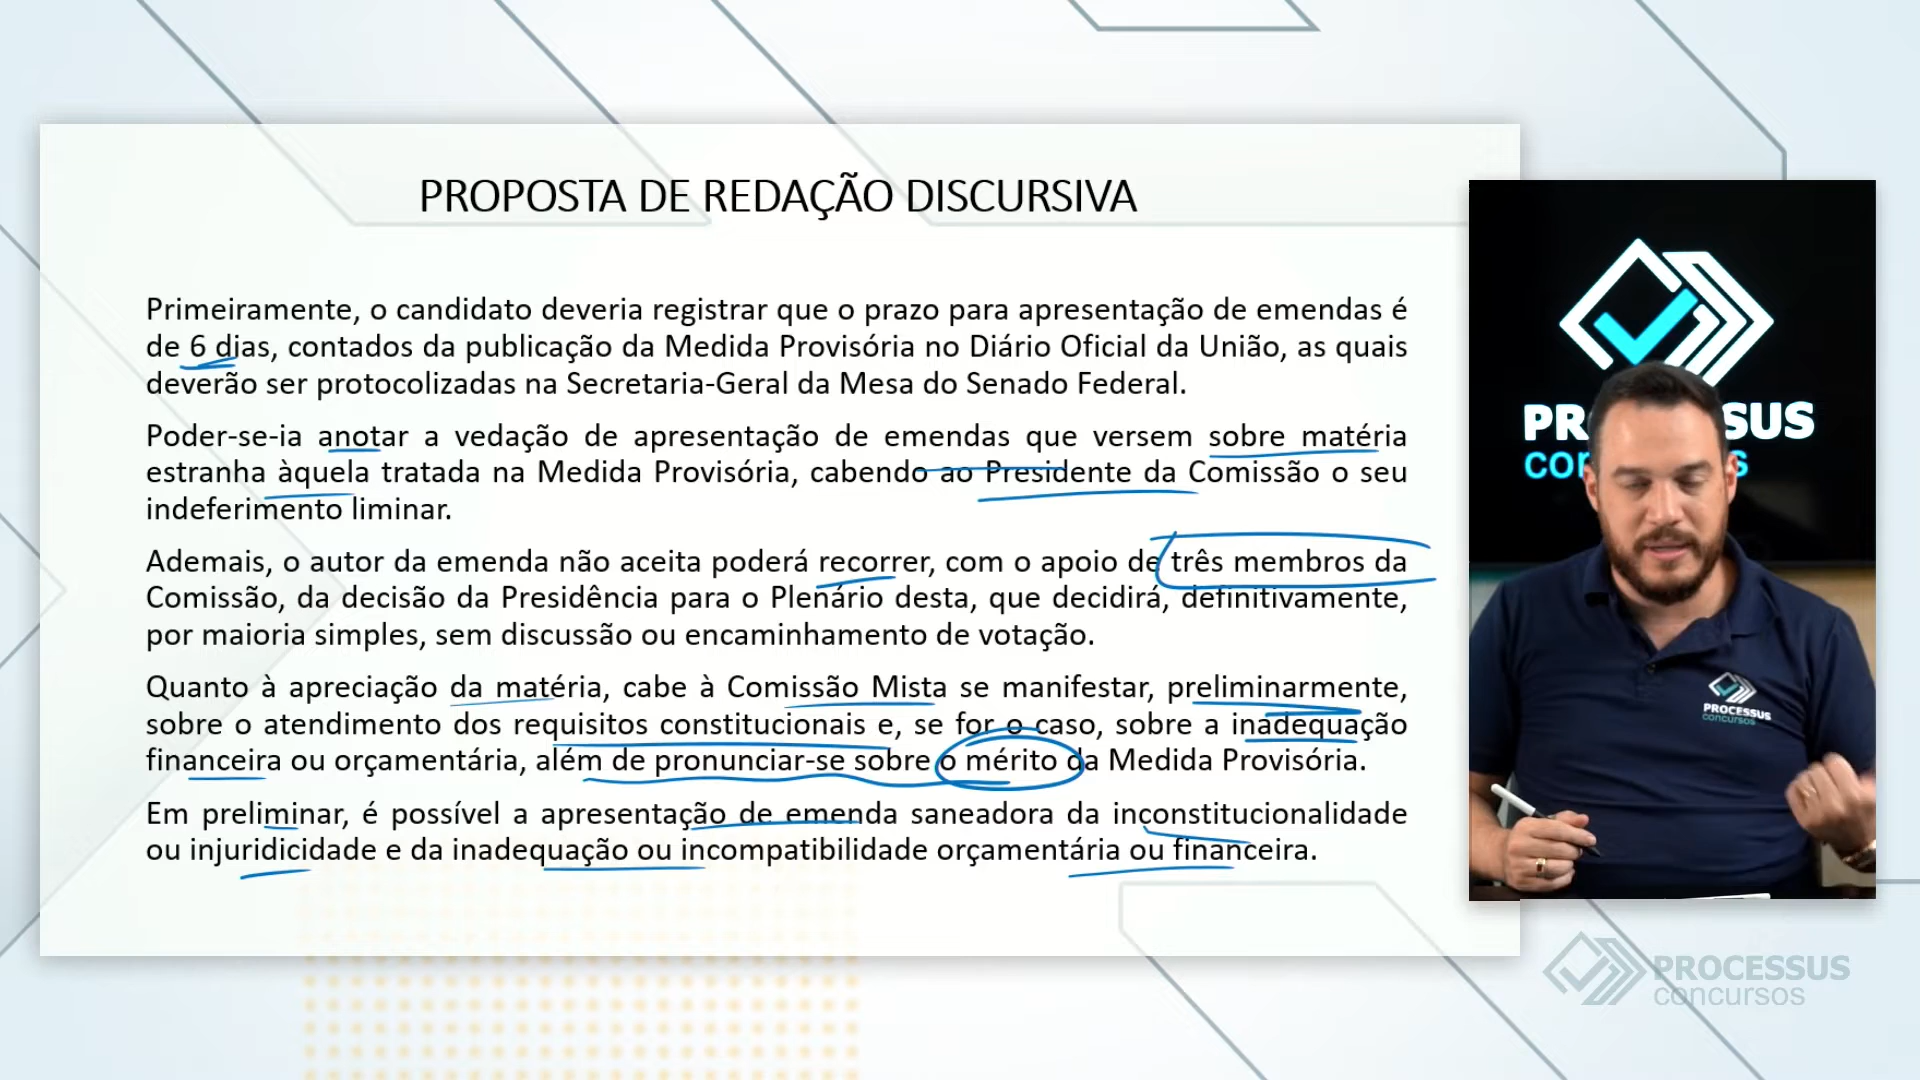 PROPOSTA DE REDAÇÃO DISCURSIVA
Primeiramente, o candidato deveria registrar que o prazo para apresentação de emendas é
de 6 dias, contados da publicação da Medida Provisória no Diário Oficial da União, as quais
deverão ser protocolizadas na Secretaria-Geral da Mesa do Senado Federal.
Poder-se-ia anotar a vedação de apresentação de emendas que versem sobre matéria
estranha àquela tratada na Medida Provisória, cabendo ao Presidente da Comissão o seu
indeferimento liminar.
Ademais, o autor da emenda não aceita poderá recorrer, com o apoio de três membros da
Comissão, da decisão da Presidência para o Plenário desta, que decidirá, definitivamente,
por maioria simples, sem discussão ou encaminhamento de votação.
Quanto à apreciação da matéria, cabe à Comissão Mista se manifestar, preliminarmente,
sobre o atendimento dos requisitos constitucionais e, se for o caso, sobre a inadequação
financeira ou orçamentária, além de pronunciar-se sobre o mérito da Medida Provisória.
Em preliminar, é possível a apresentação de emenda saneadora da inconstitucionalidade
ou injuridicidade e da inadequação ou incompatibilidade orçamentária ou financeira.
PROCESSUS
concursos
PROCESSUS
concursos